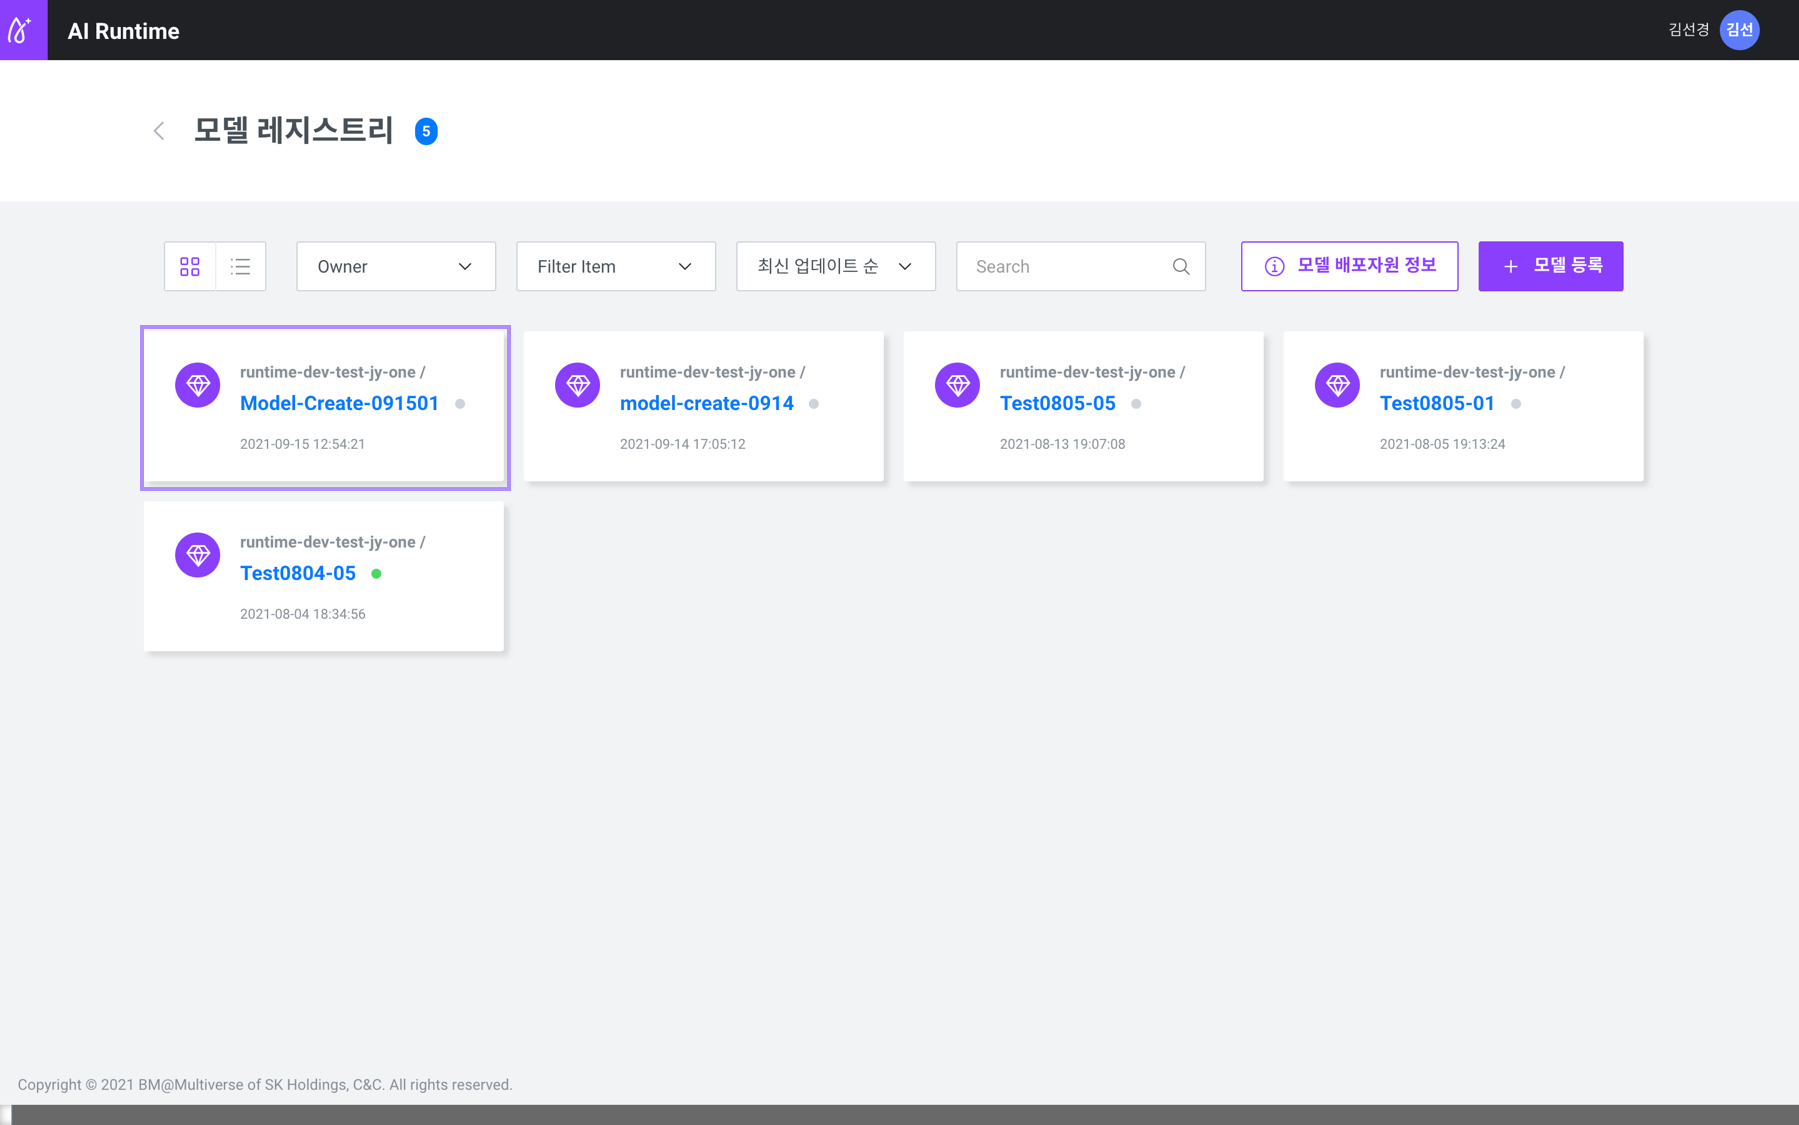 AI Runtime
김선경
김선
모델 레지스트리
5
Owner
Filter Item
최신 업데이트 순
Search
모델 배포자원 정보
모델 등록
runtime-dev-test-jy-one /
Model-Create-091501
2021-09-15 12:54:21
runtime-dev-test-jy-one /
model-create-0914
2021-09-14 17:05:12
runtime-dev-test-jy-one /
Test0805-05
2021-08-13 19:07:08
runtime-dev-test-jy-one /
Test0805-01
2021-08-05 19:13:24
runtime-dev-test-jy-one /
Test0804-05
2021-08-04 18:34:56
Copyright © 2021 BM@Multiverse of SK Holdings, C&C. All rights reserved.